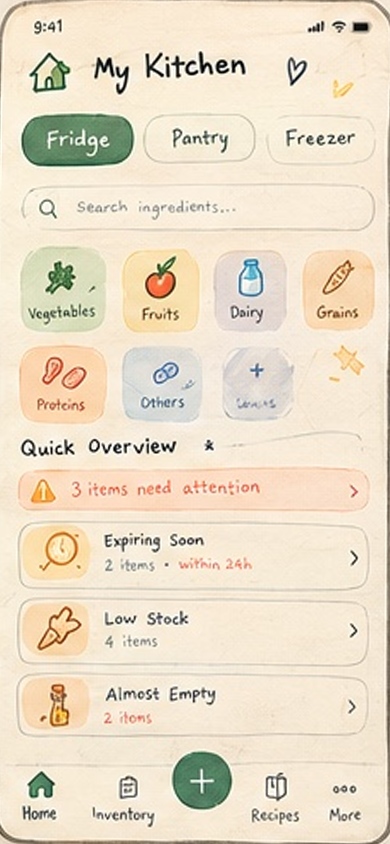 9:41
My Kitchen
Fridge Pantry Freezer
Search ingredients...
Vegetables Fruits Dairy Grains
Proteins Others
Quick Overview
3 items need attention
Expiring Soon
2 items • within 24h
Low Stock
4 items
Almost Empty
2 itons
Home Inventory Recipes More